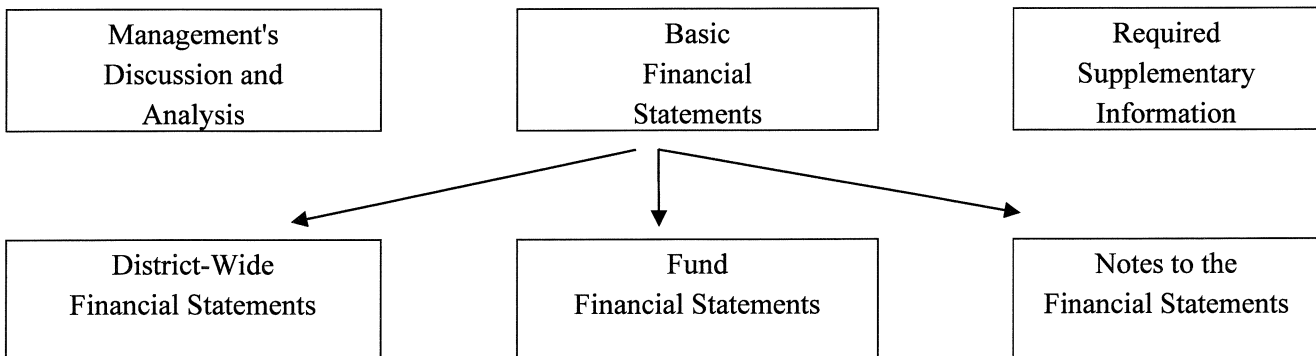 Management's
Discussion and
Analysis
Basic
Financial
Statements
Required
Supplementary
Information
District-Wide
Financial Statements
Fund
Financial Statements
Notes to the
Financial Statements